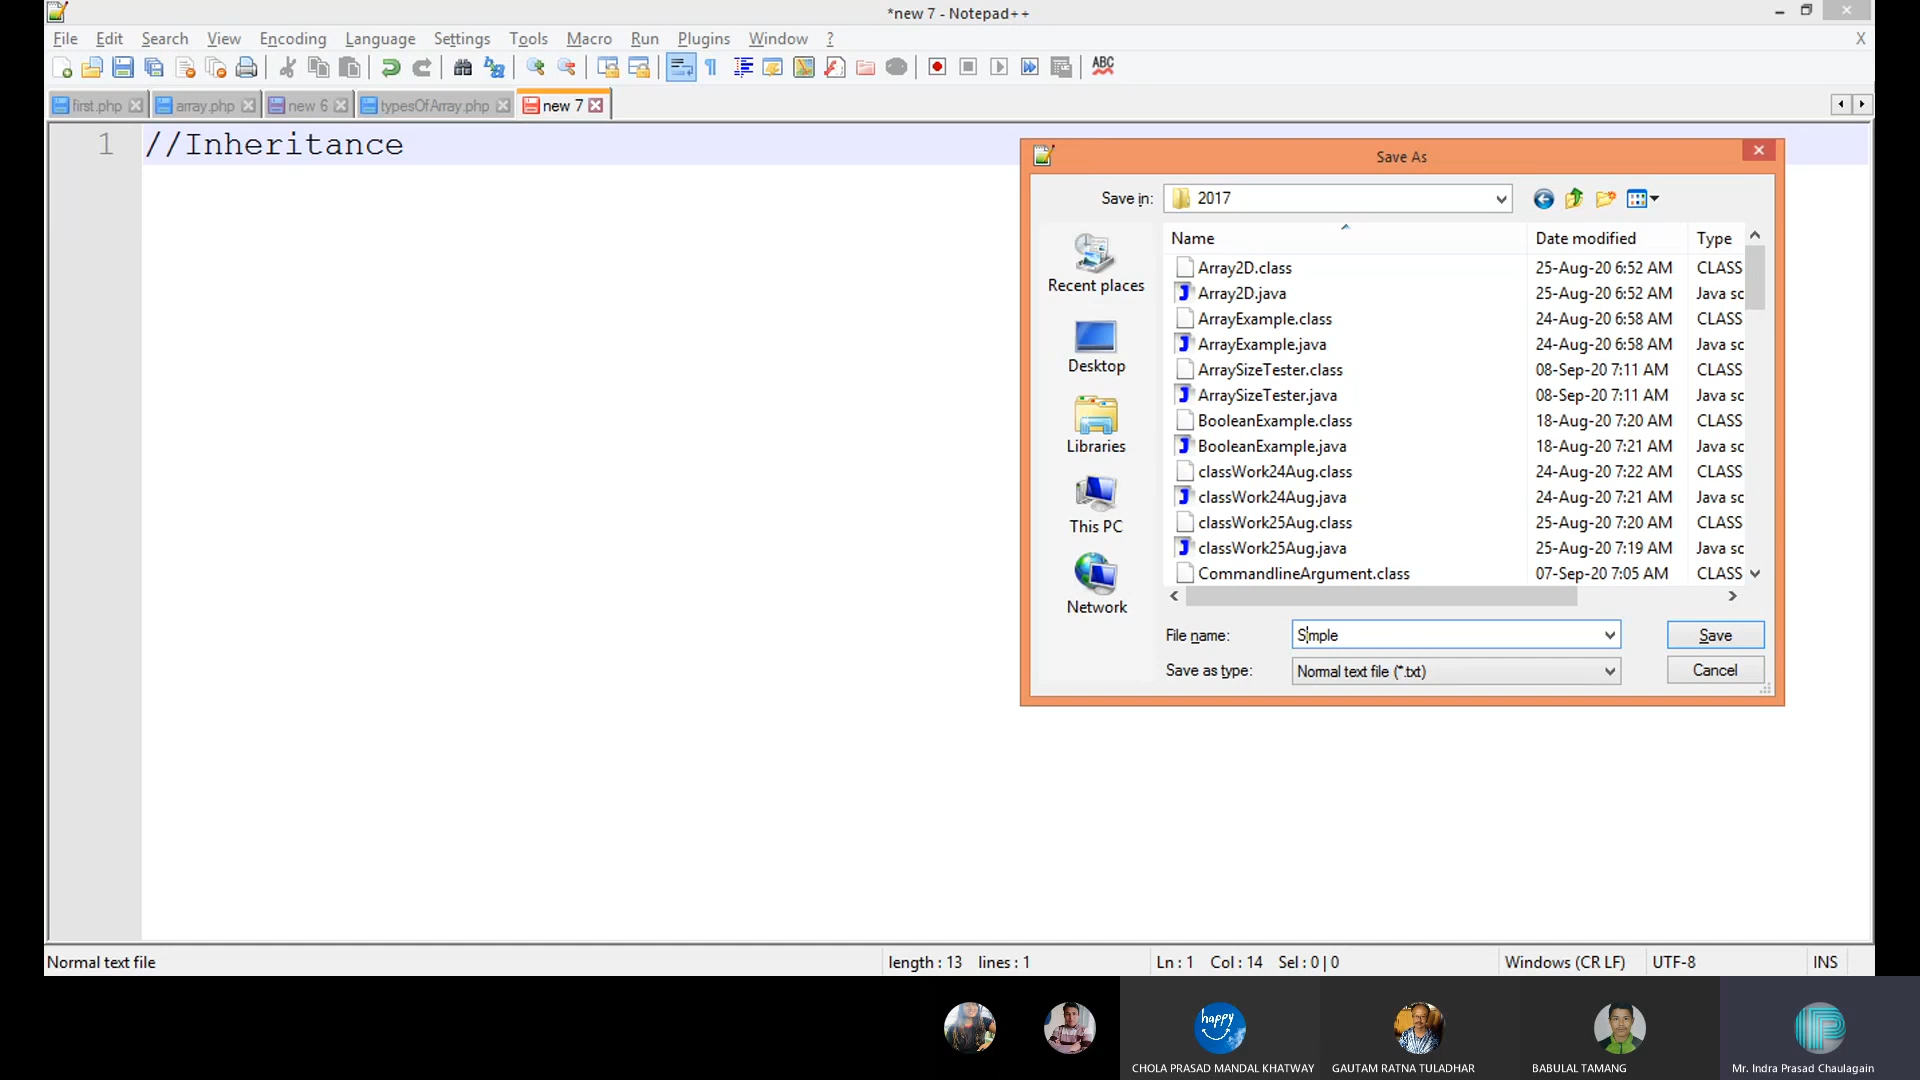 *new 7 - Notepad++
File Edit Search View Encoding Language Settings Tools Macro Run Plugins Window ? X
ABC
first.php array.php new 6 typesOfArray.php new 7
1 //Inheritance
Save As
Save in: 2017
Name Date modified Type
Array2D.class 25-Aug-20 6:52 AM CLASS
Array2D.java 25-Aug-20 6:52 AM Java sc
ArrayExample.class 24-Aug-20 6:58 AM CLASS
ArrayExample.java 24-Aug-20 6:58 AM Java sc
ArraySizeTester.class 08-Sep-20 7:11 AM CLASS
ArraySizeTester.java 08-Sep-20 7:11 AM Java sc
BooleanExample.class 18-Aug-20 7:20 AM CLASS
BooleanExample.java 18-Aug-20 7:21 AM Java sc
classWork24Aug.class 24-Aug-20 7:22 AM CLASS
classWork24Aug.java 24-Aug-20 7:21 AM Java sc
classWork25Aug.class 25-Aug-20 7:20 AM CLASS
classWork25Aug.java 25-Aug-20 7:19 AM Java sc
CommandlineArgument.class 07-Sep-20 7:05 AM CLASS
Recent places
Desktop
Libraries
This PC
Network
File name: Smple Save
Save as type: Normal text file (*.txt) Cancel
Normal text file length : 13 lines : 1 Ln : 1 Col : 14 Sel : 0 | 0 Windows (CR LF) UTF-8 INS
happy
CHOLA PRASAD MANDAL KHATWAY GAUTAM RATNA TULADHAR BABULAL TAMANG Mr. Indra Prasad Chaulagain